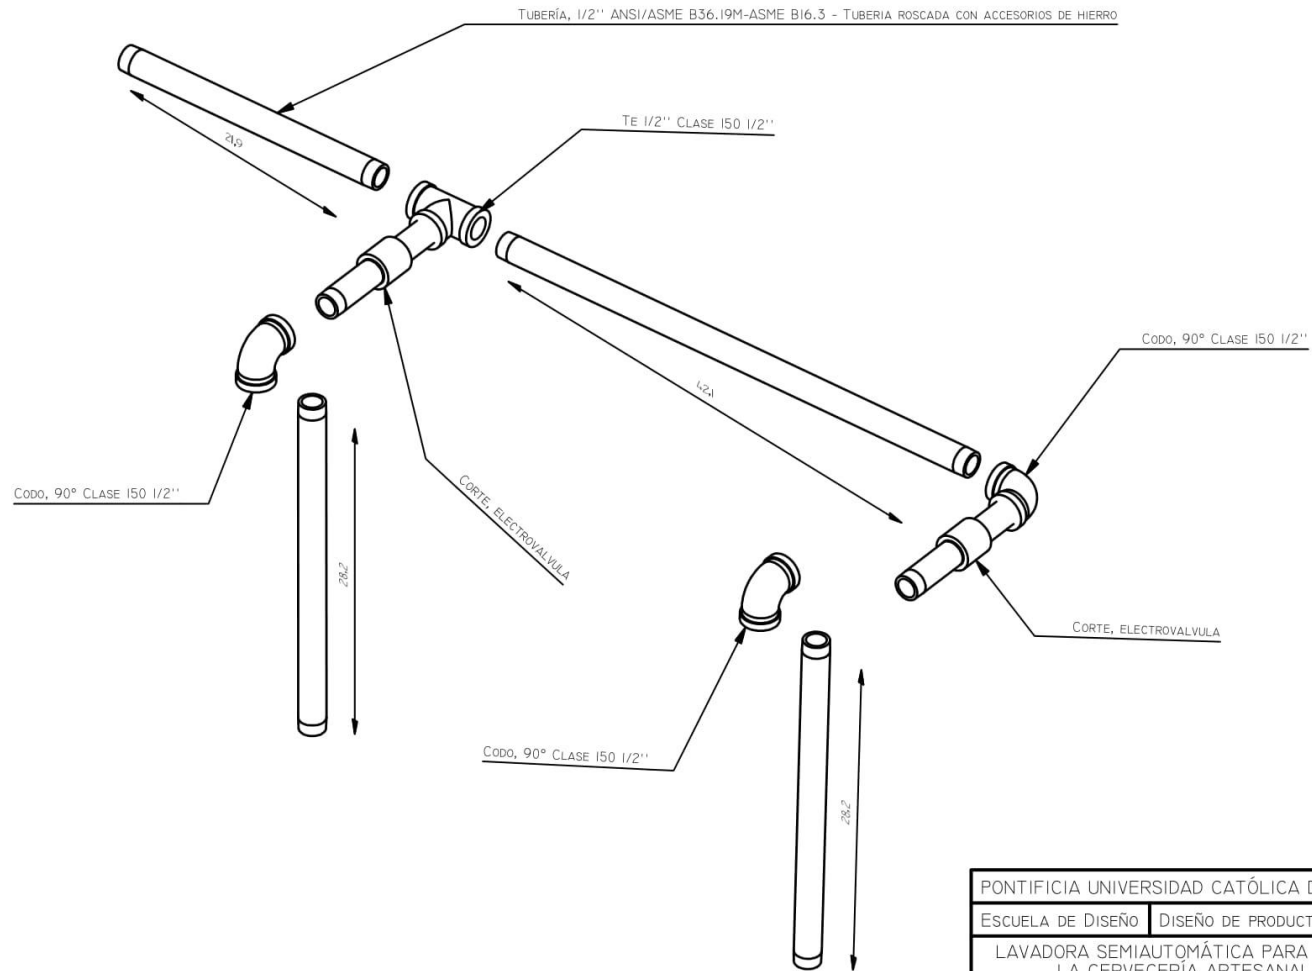 TUBERÍA, 1/2'' ANSI/ASME B36.19M-ASME B16.3 - TUBERIA ROSCADA CON ACCESORIOS DE HIERRO
TE 1/2'' CLASE 150 1/2''
21,9
CODO, 90° CLASE 150 1/2''
42,1
CODO, 90° CLASE 150 1/2''
CORTE, ELECTROVALVULA
28,2
CORTE, ELECTROVALVULA
CODO, 90° CLASE 150 1/2''
28,2
PONTIFICIA UNIVERSIDAD CATÓLICA
ESCUELA DE DISEÑO DISEÑO DE PRODUCT
LAVADORA SEMIAUTOMÁTICA PARA
LA CERVECERÍA ARTESANAL